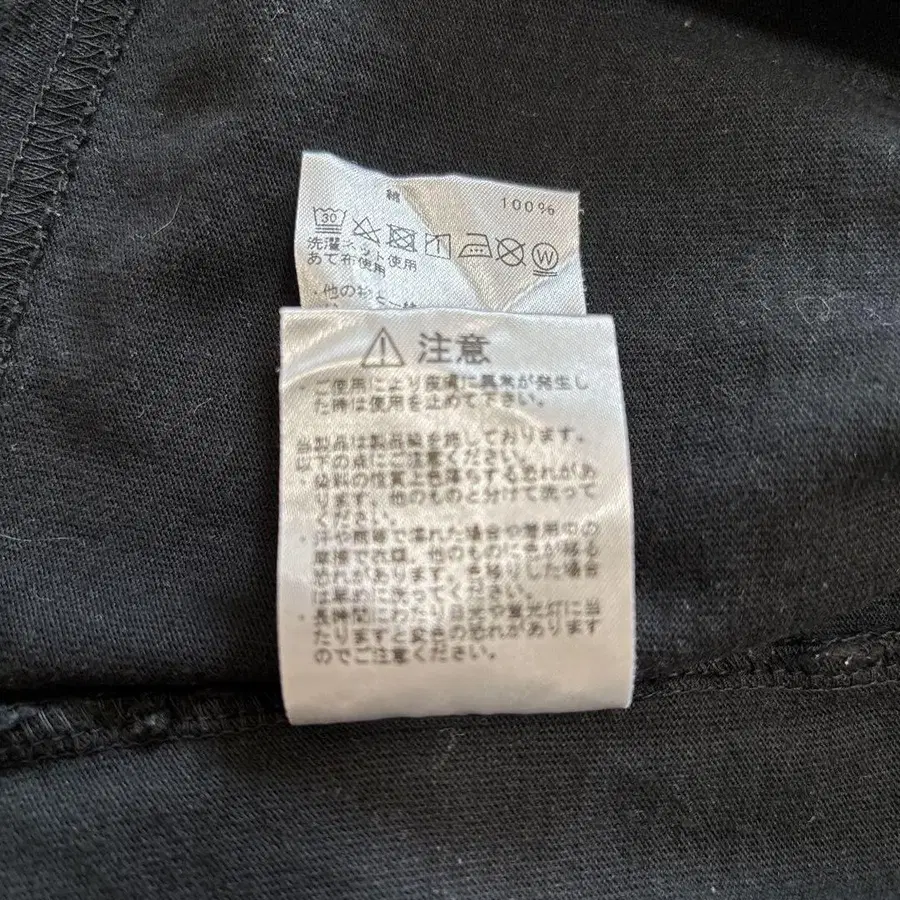 綿 100%
30
W
洗濯ネット使用
あて布使用
・他のお
注意
・ご使用により皮膚に異常が発生し
た時は使用を止めて下さい。
当製品は製品染を施しております。
以下の点にご注意ください。
・染料の性質上色落ちする恐れがあ
ります、他のものと分けて洗って
ください。
・汗や雨等で濡れた場合や着用中の
摩擦で衣類、他のものに色が移る
恐れがあります、色移りした場合
は早めに洗ってください。
・長時間にわたり日光や蛍光灯に当
たりますと変色の恐れがあります
のでご注意ください。